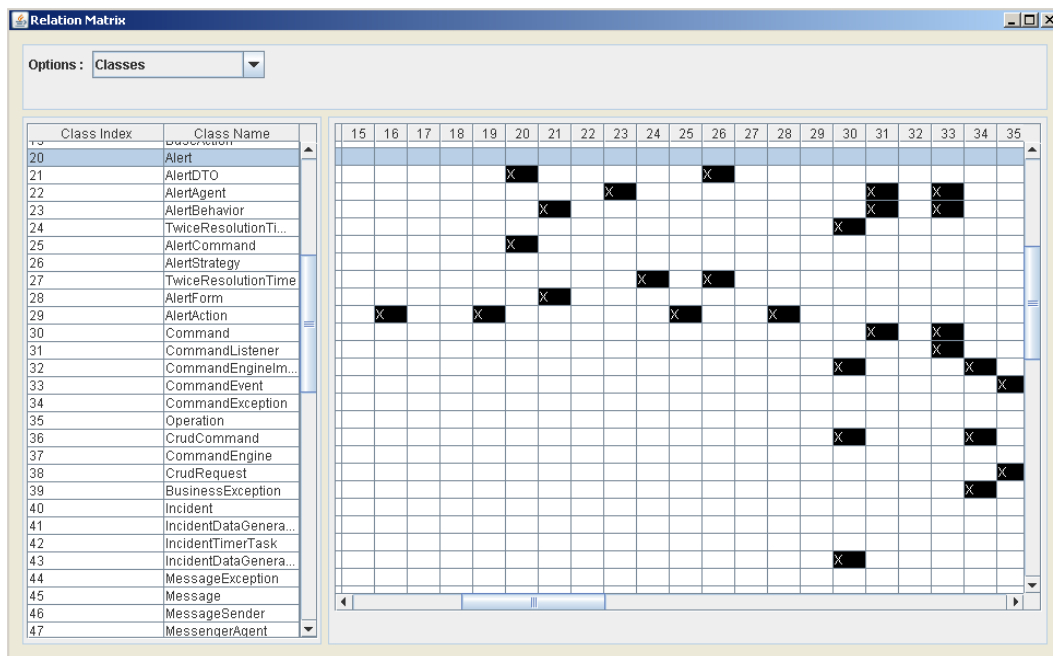 Relation Matrix
Options : Classes
Class Index Class Name
15 16 17 18 19 20 21 22 23 24 25 26 27 28 29 30 31 32 33 34 35
20 Alert
21 AlertDTO X X
22 AlertAgent X X X
23 AlertBehavior X X X
24 TwiceResolutionTi... X
25 AlertCommand X
26 AlertStrategy
27 TwiceResolutionTime X X
28 AlertForm X
29 AlertAction X X X X
30 Command X X
31 CommandListener X
32 CommandEngineIm... X X
33 CommandEvent X
34 CommandException
35 Operation
36 CrudCommand X X
37 CommandEngine
38 CrudRequest X
39 BusinessException X
40 Incident
41 IncidentDataGenera...
42 IncidentTimerTask
43 IncidentDataGenera... X
44 MessageException
45 Message
46 MessageSender
47 MessengerAgent